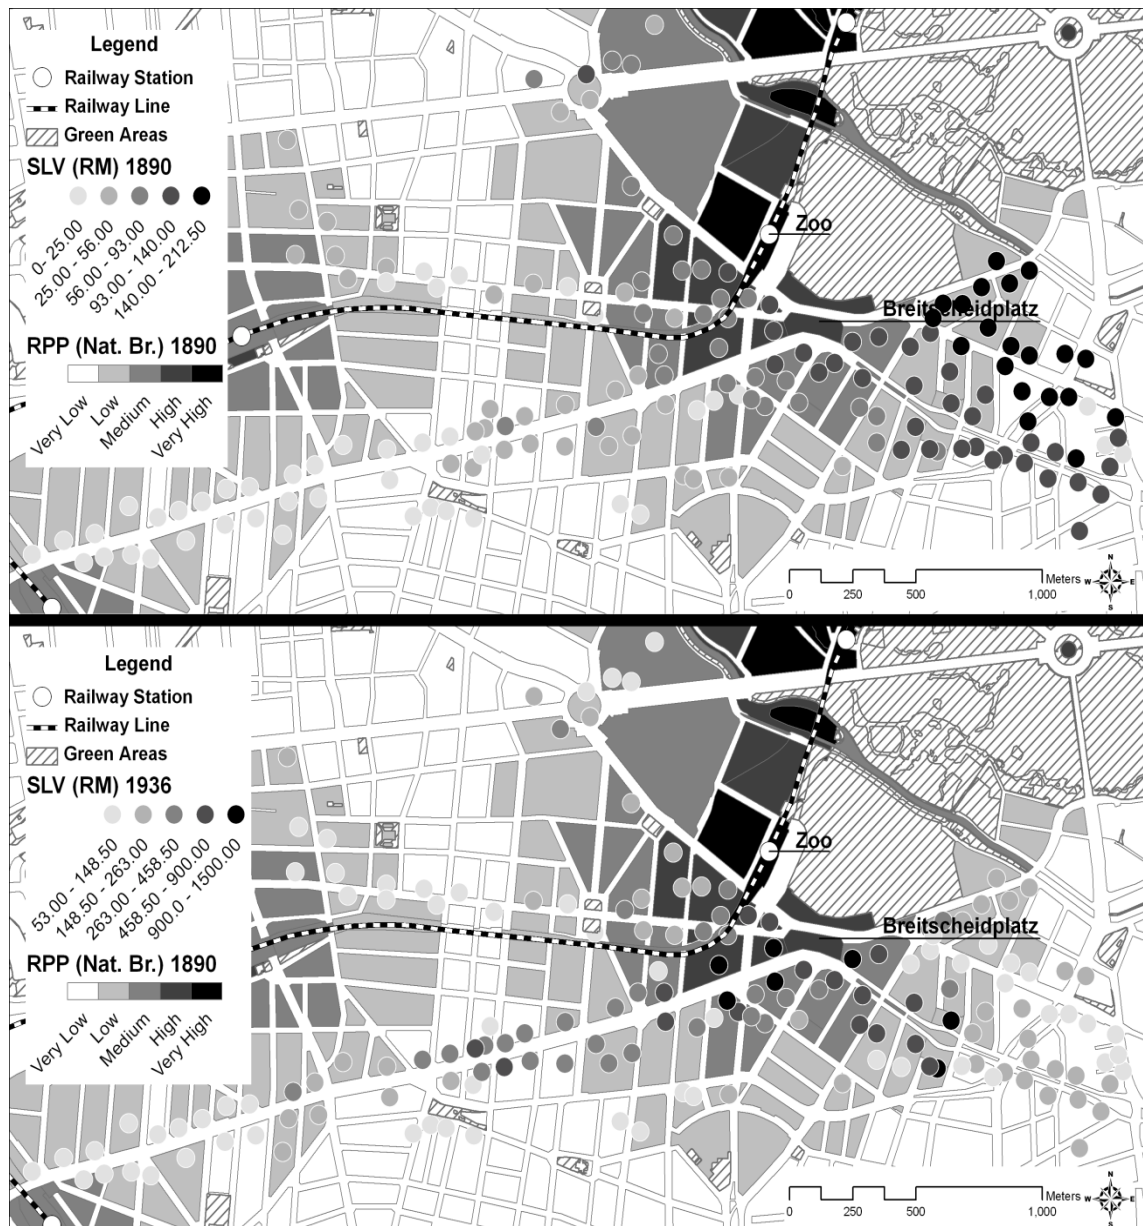 Legend
Railway Station
Railway Line
Green Areas
SLV (RM) 1890
0- 25.00
25.00 - 56.00
56.00 - 93.00
93.00 - 140.00
140.00 - 212.50
RPP (Nat. Br.) 1890
Very Low
Low
Medium
High
Very High
Zoo
Breitscheidplatz
N
W
E
S
Meters
0
250
500
1,000
Legend
Railway Station
Railway Line
Green Areas
SLV (RM) 1936
53.00 - 148.50
148.50 - 263.00
263.00 - 458.50
458.50 - 900.00
900.0 - 1500.00
RPP (Nat. Br.) 1890
Very Low
Low
Medium
High
Very High
Zoo
Breitscheidplatz
N
W
E
S
Meters
0
250
500
1,000